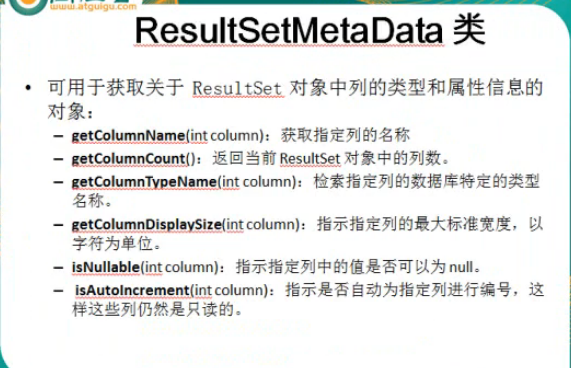 www.atguigu.com
ResultSetMetaData 类
• 可用于获取关于 ResultSet 对象中列的类型和属性信息的
对象：
– getColumnName(int column)：获取指定列的名称
– getColumnCount()：返回当前 ResultSet 对象中的列数。
– getColumnTypeName(int column)：检索指定列的数据库特定的类型
名称。
– getColumnDisplaySize(int column)：指示指定列的最大标准宽度，以
字符为单位。
– isNullable(int column)：指示指定列中的值是否可以为 null。
– isAutoIncrement(int column)：指示是否自动为指定列进行编号，这
样这些列仍然是只读的。